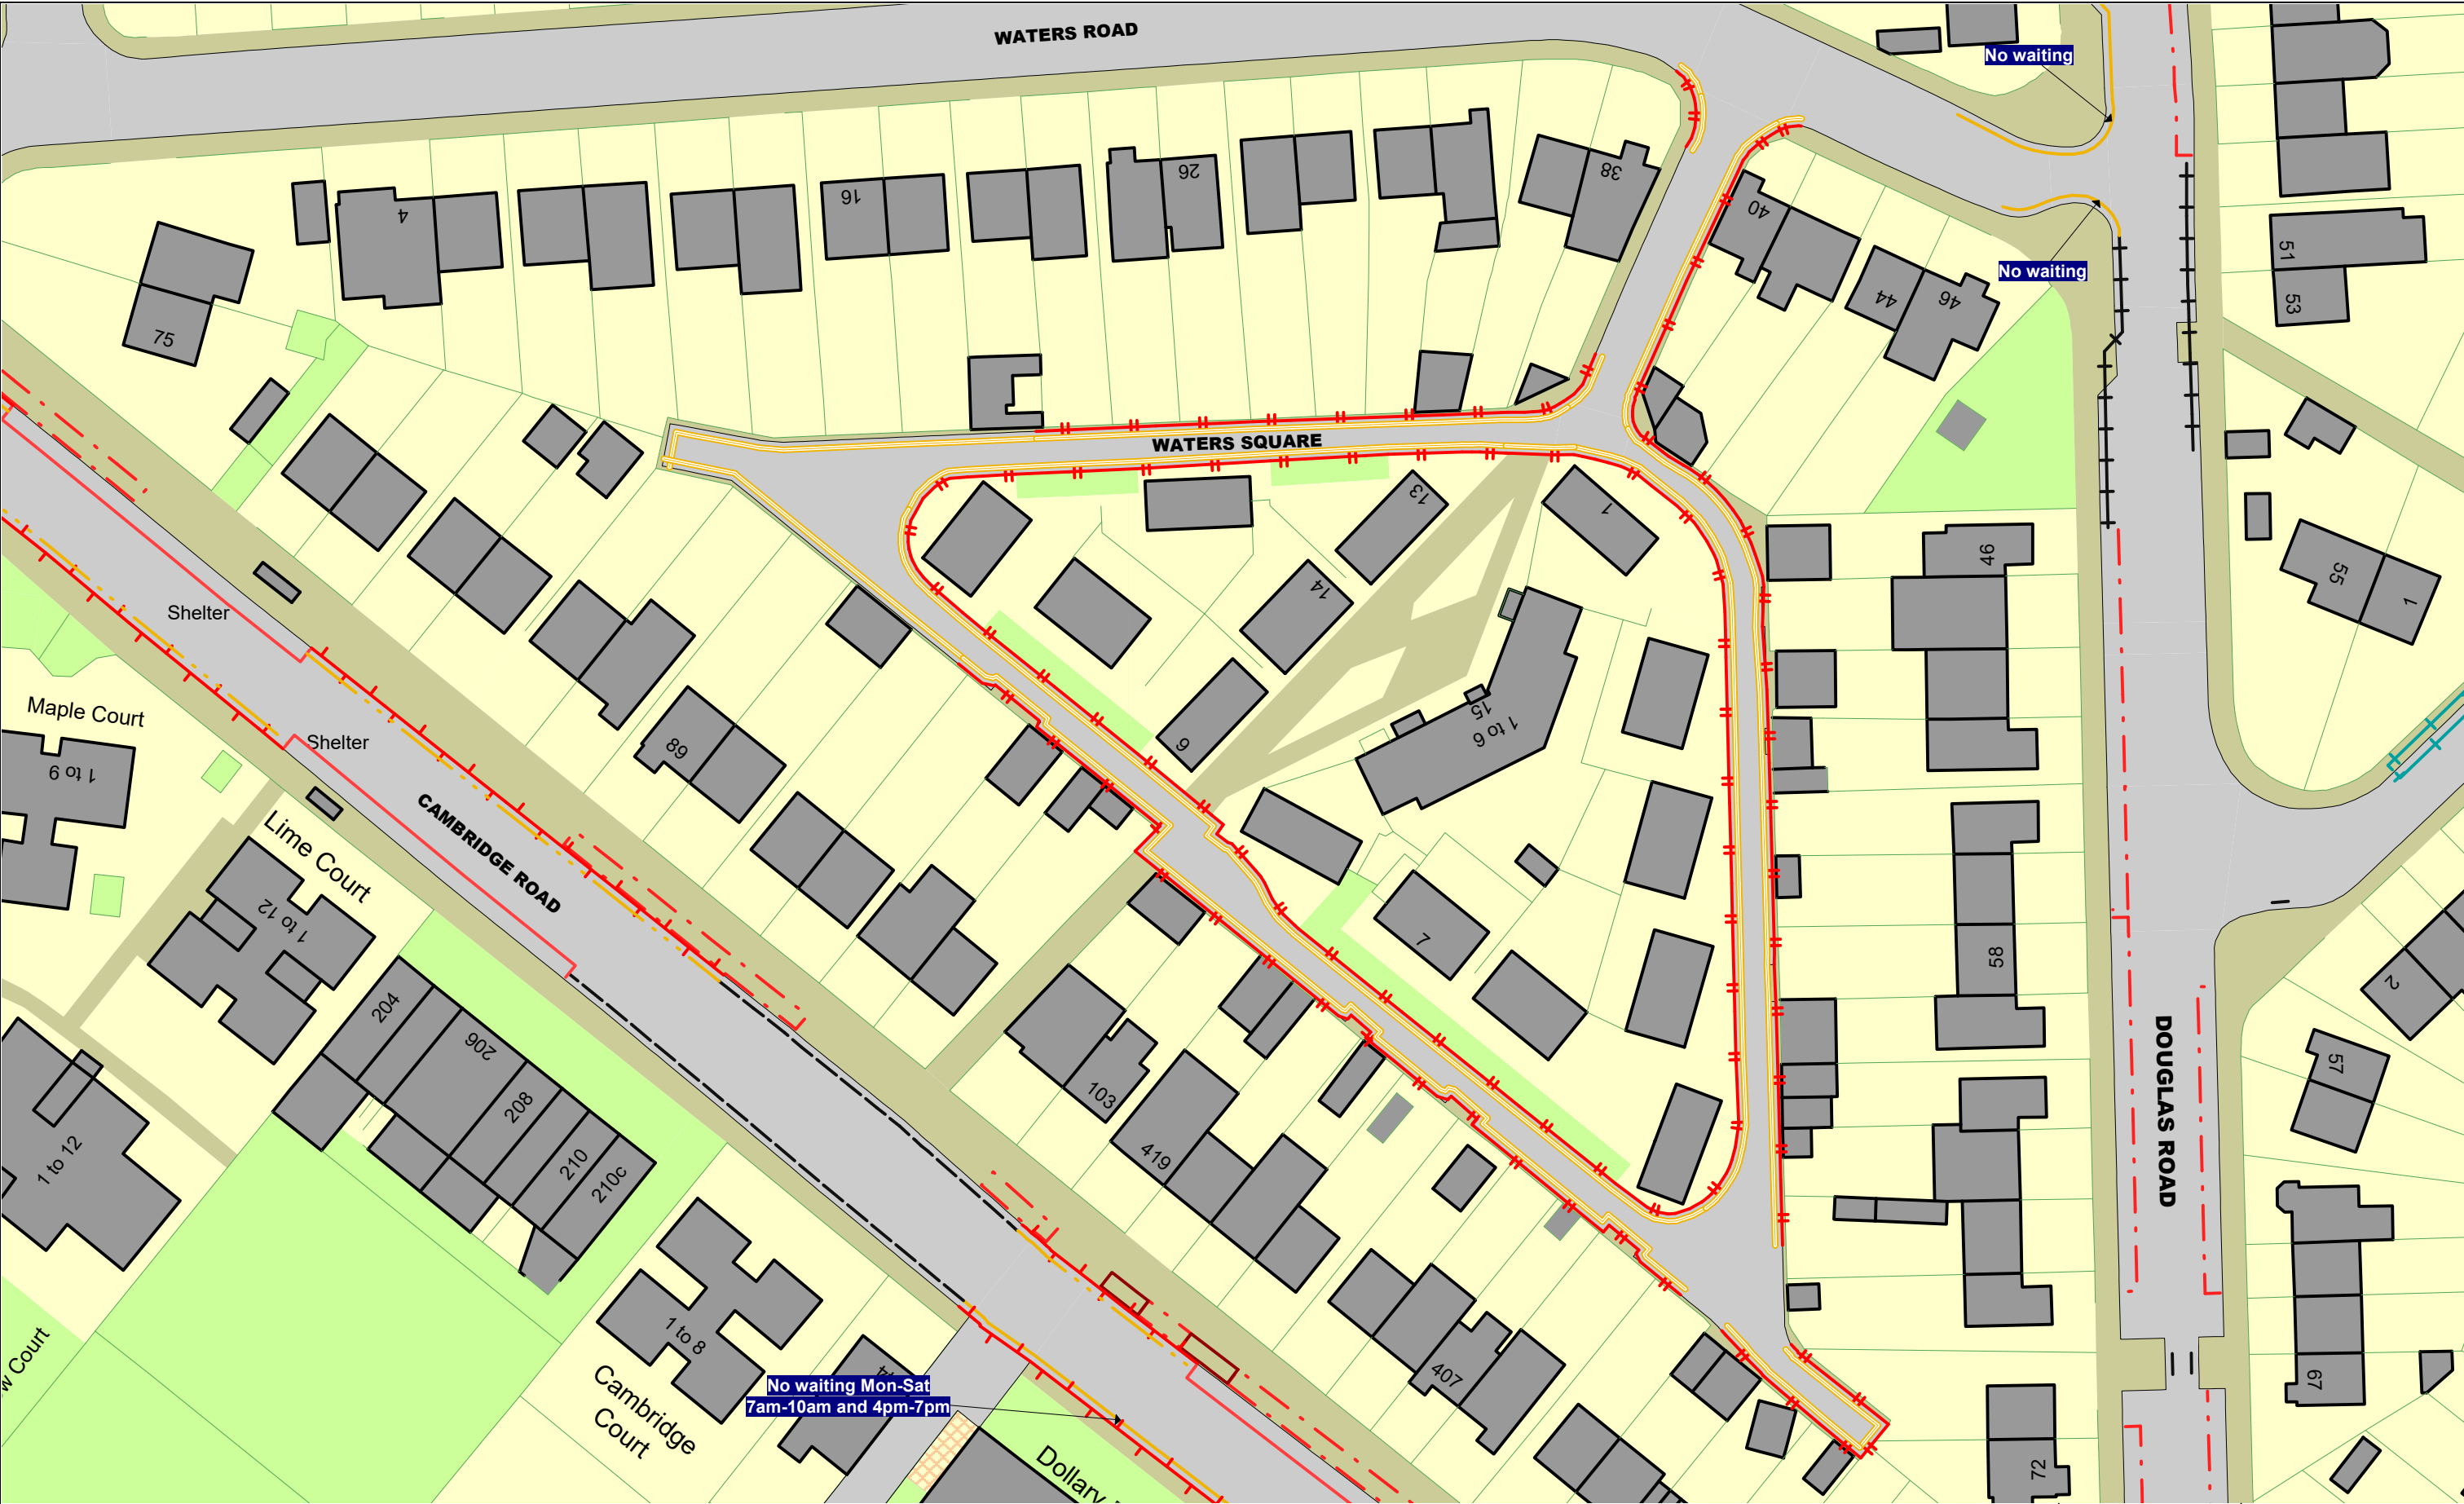 WATERS ROAD
No waiting
38
26
16
4
40
44
46
51
53
No waiting
75
WATERS SQUARE
13
1
46
55
1
14
Shelter
Maple Court
Shelter
1 to 9
89
9
15
1 to 6
CAMBRIDGE ROAD
Lime Court
1 to 12
7
58
2
204
206
208
210
210c
103
419
1 to 12
DOUGLAS ROAD
57
1 to 8
Cambridge
Court
No waiting Mon-Sat
7am-10am and 4pm-7pm
407
67
w Court
Dollary
72